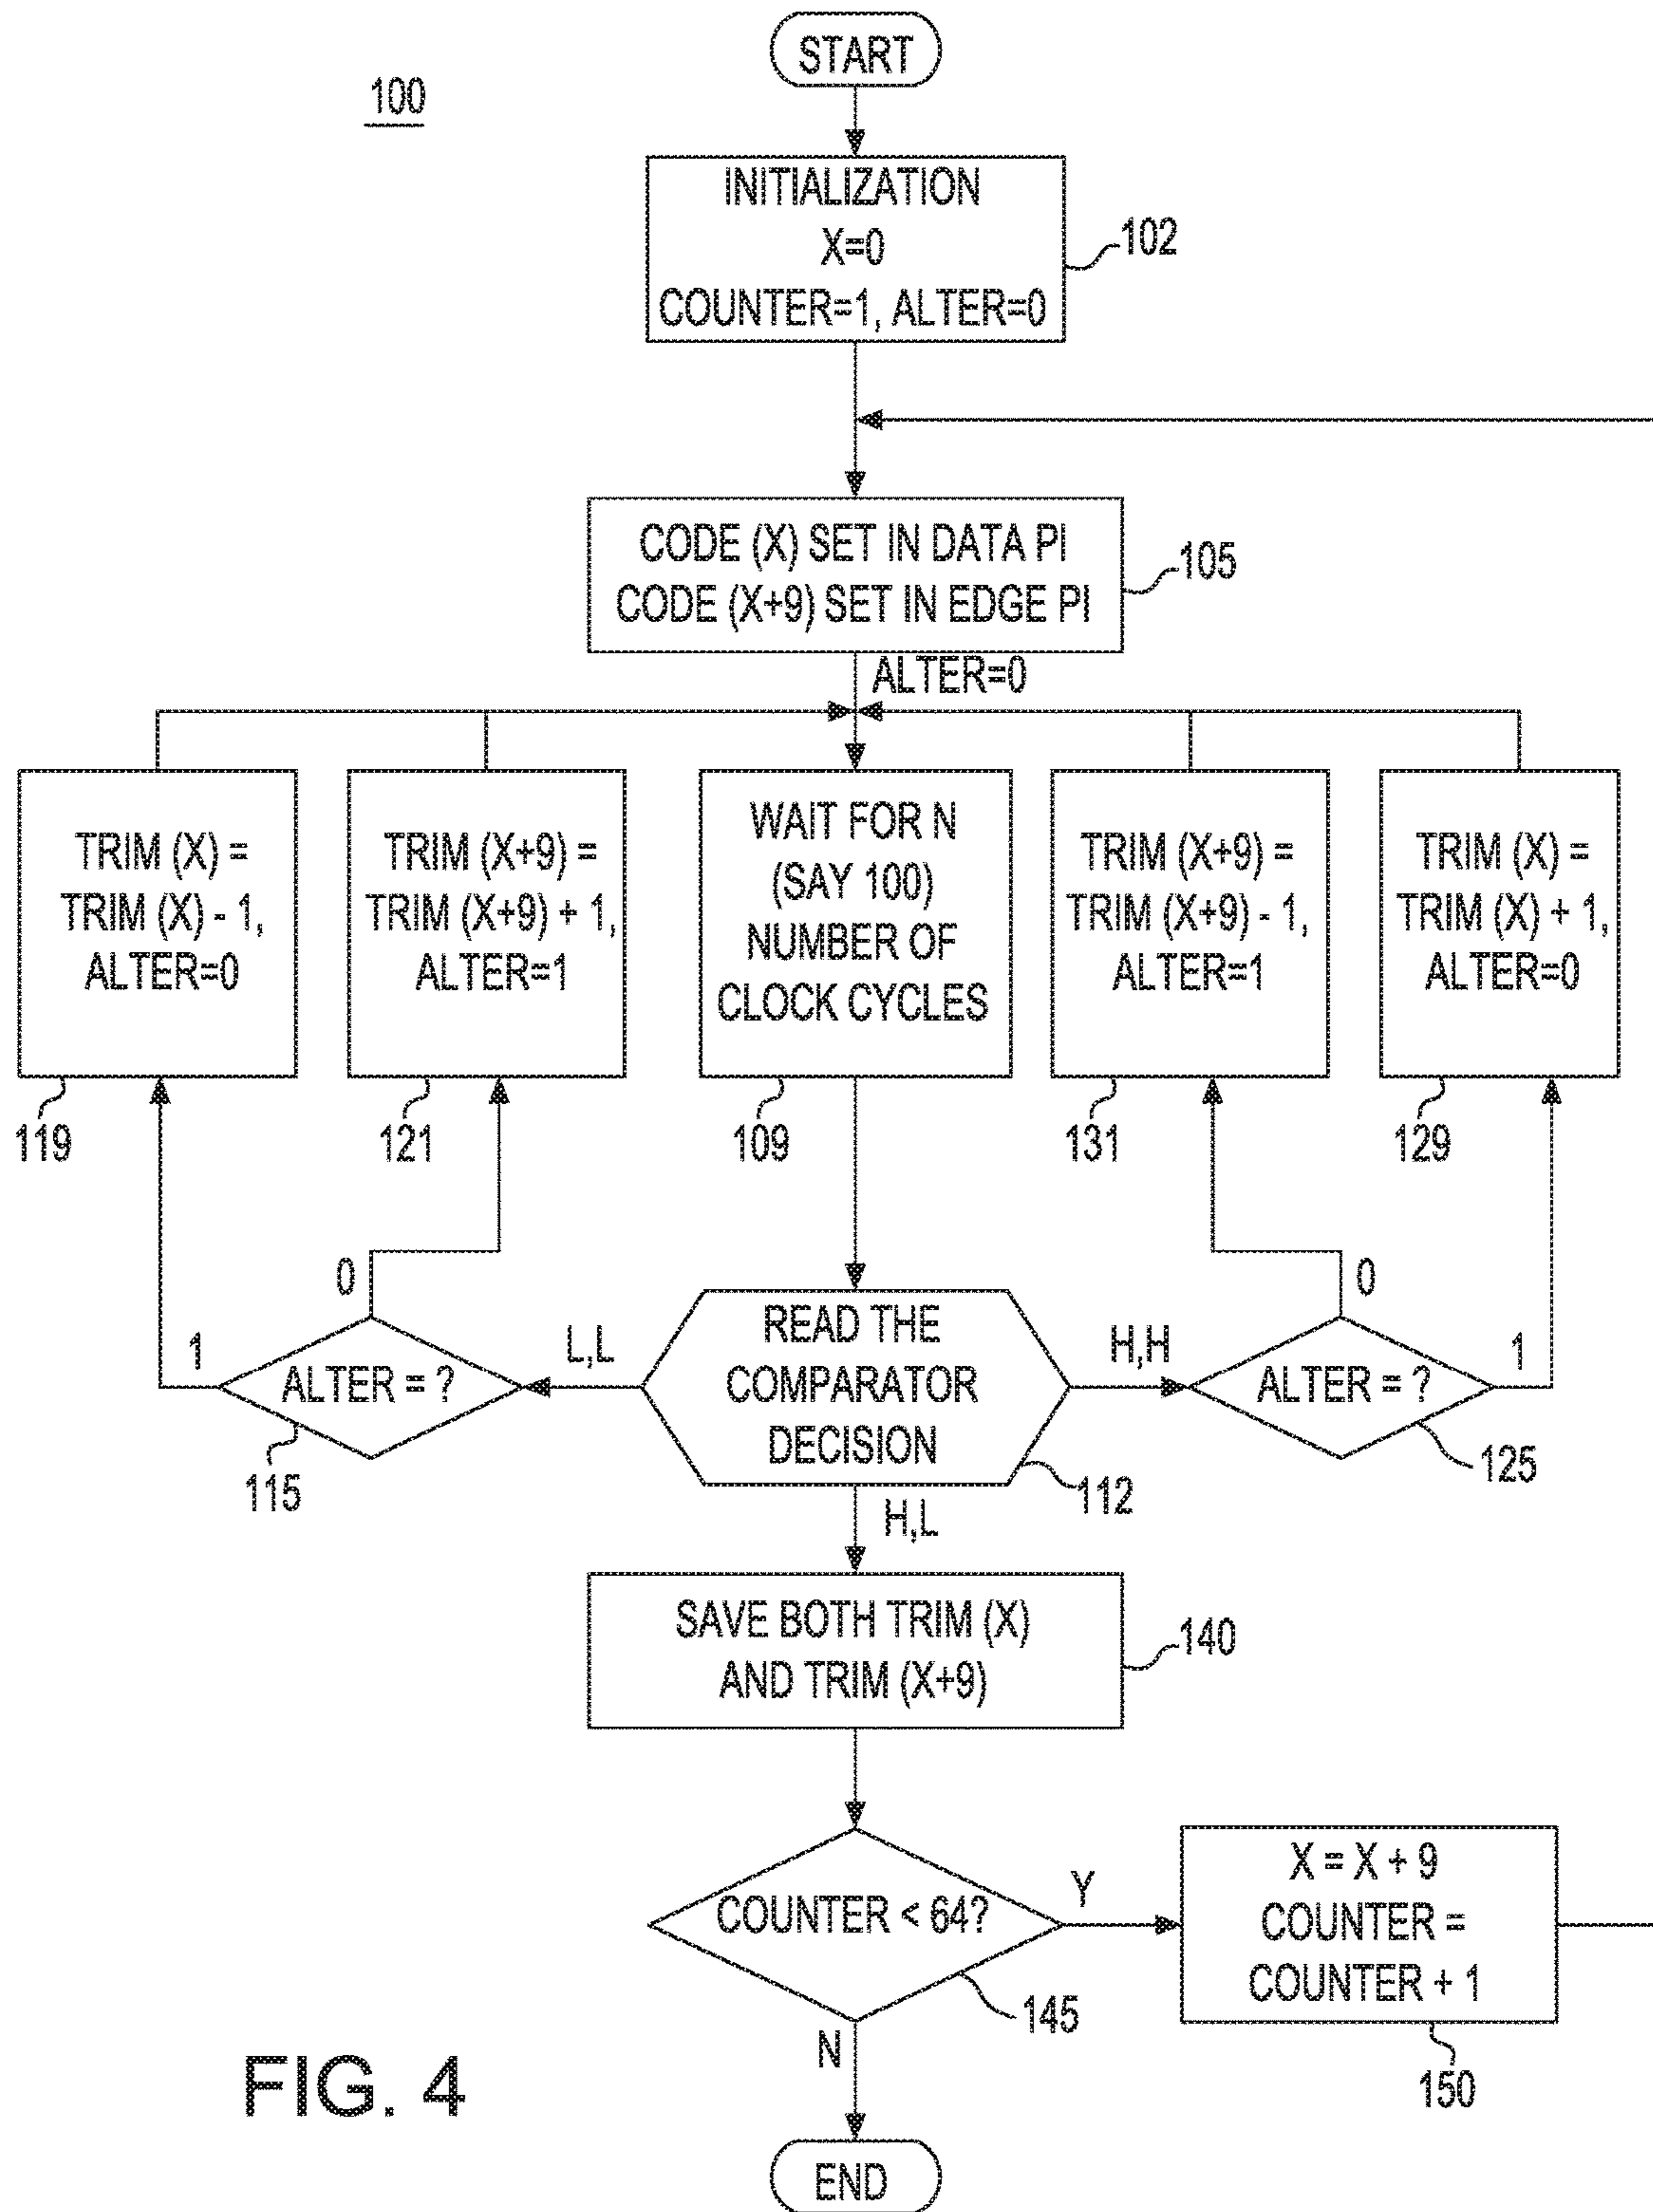 START
100
INITIALIZATION
X=0
COUNTER=1, ALTER=0
102
CODE (X) SET IN DATA PI
CODE (X+9) SET IN EDGE PI
105
ALTER=0
TRIM (X) =
TRIM (X) - 1,
ALTER=0
119
TRIM (X+9) =
TRIM (X+9) + 1,
ALTER=1
121
WAIT FOR N
(SAY 100)
NUMBER OF
CLOCK CYCLES
109
TRIM (X+9) =
TRIM (X+9) - 1,
ALTER=1
131
TRIM (X) =
TRIM (X) + 1,
ALTER=0
129
1
0
ALTER = ?
115
L,L
READ THE
COMPARATOR
DECISION
112
H,H
0
1
ALTER = ?
125
H,L
SAVE BOTH TRIM (X)
AND TRIM (X+9)
140
COUNTER < 64?
145
Y
X = X + 9
COUNTER =
COUNTER + 1
150
N
END
FIG. 4